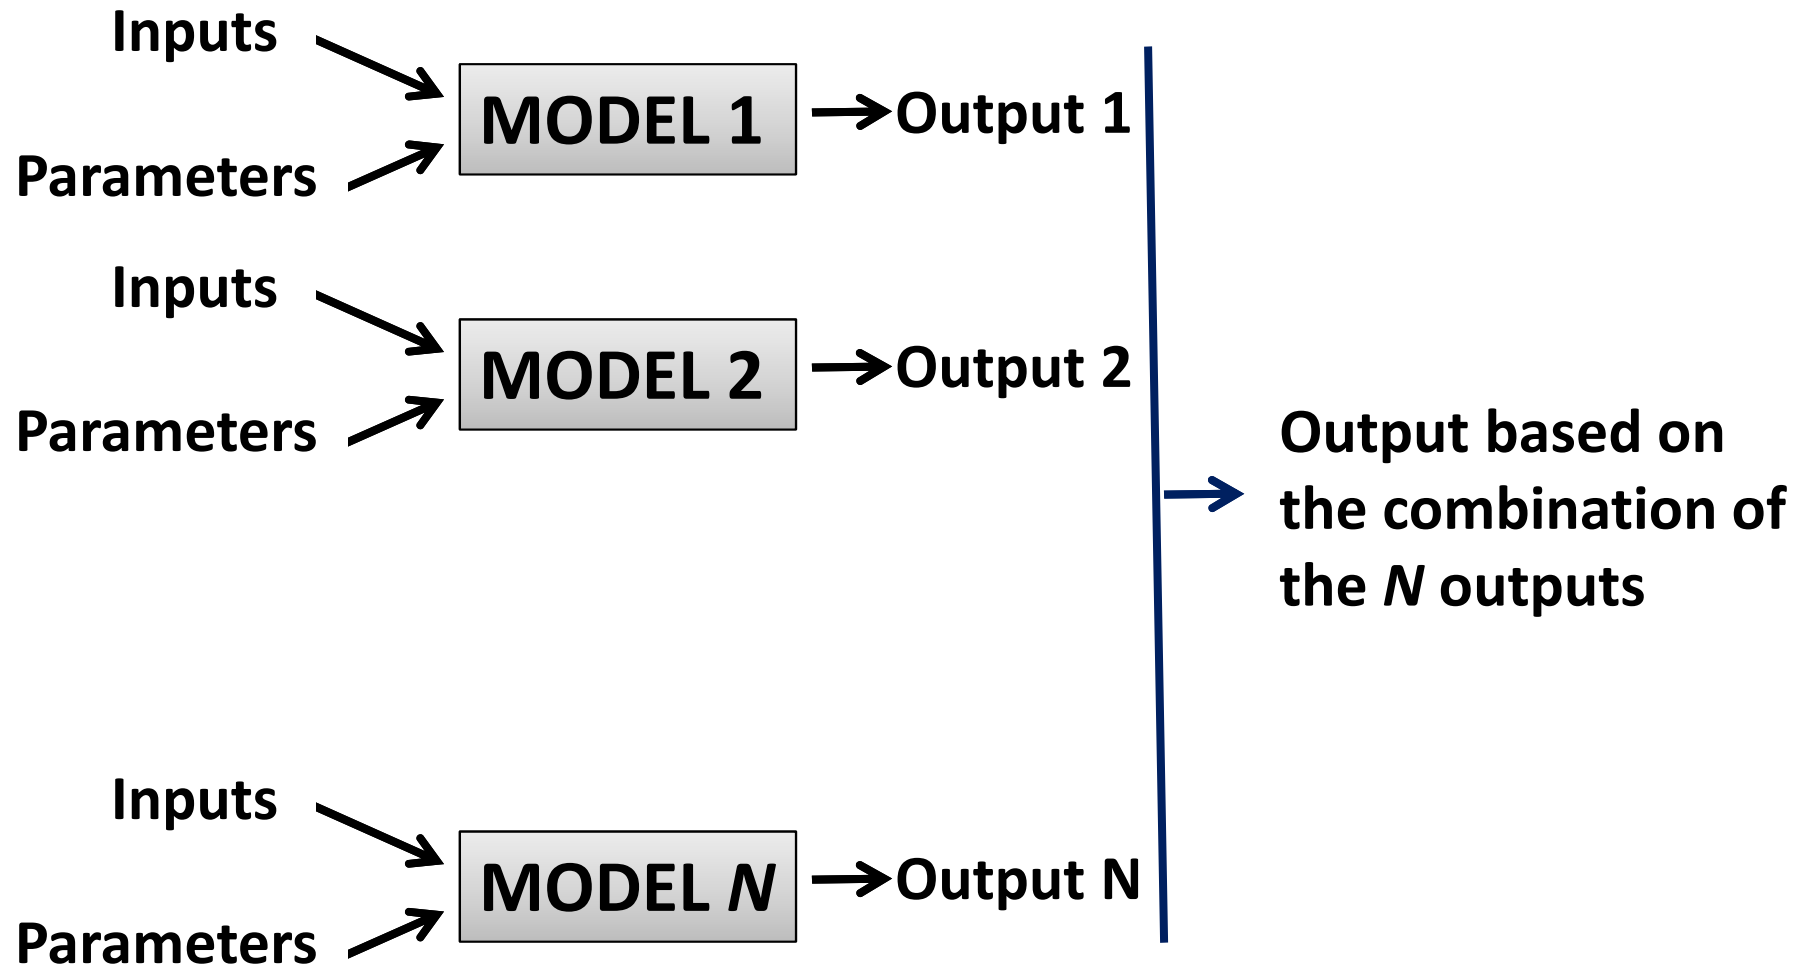 Inputs
MODEL 1
Output 1
Parameters
Inputs
MODEL 2
Output 2
Parameters
Output based on
the combination of
the N outputs
Inputs
MODEL N
Output N
Parameters